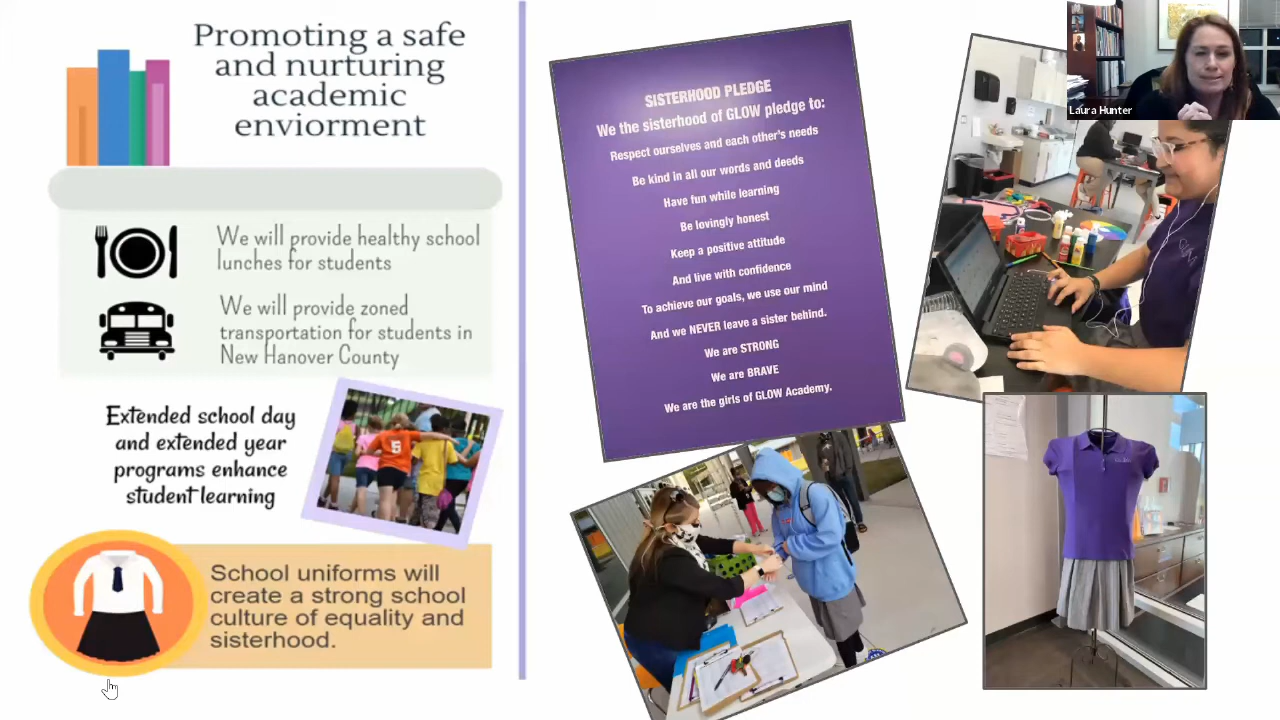 Promoting a safe
and nurturing
academic
enviorment
We will provide healthy school
lunches for students
We will provide zoned
transportation for students in
New Hanover County
Extended school day
and extended year
programs enhance
student learning
School uniforms will
create a strong school
culture of equality and
sisterhood.
SISTERHOOD PLEDGE
We the sisterhood of GLOW pledge to:
Respect ourselves and each other's needs
Be kind in all our words and deeds
Have fun while learning
Be lovingly honest
Keep a positive attitude
And live with confidence
To achieve our goals, we use our mind
And we NEVER leave a sister behind.
We are STRONG
We are BRAVE
We are the girls of GLOW Academy.
Laura Hunter
5